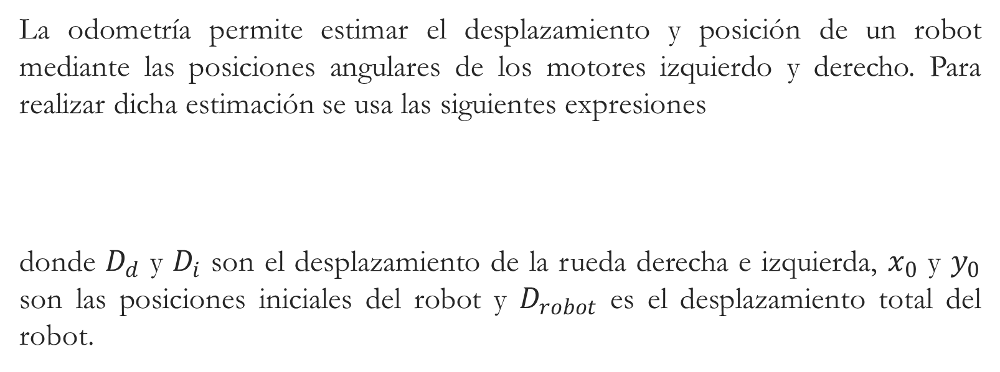 La odometría permite estimar el desplazamiento y posición de un robot
mediante las posiciones angulares de los motores izquierdo y derecho. Para
realizar dicha estimación se usa las siguientes expresiones
donde D_d y D_i son el desplazamiento de la rueda derecha e izquierda, x_0 y y_0
son las posiciones iniciales del robot y D_robot es el desplazamiento total del
robot.